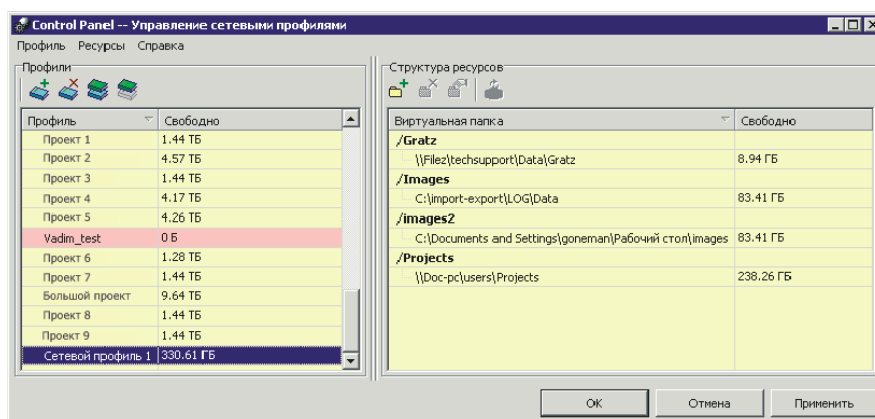 Control Panel -- Управление сетевыми профилями
Профиль Ресурсы Справка
Профили
Профиль Свободно
Проект 1 1.44 ТБ
Проект 2 4.57 ТБ
Проект 3 1.44 ТБ
Проект 4 4.17 ТБ
Проект 5 4.26 ТБ
Vadim_test 0 Б
Проект 6 1.28 ТБ
Проект 7 1.44 ТБ
Большой проект 9.64 ТБ
Проект 8 1.44 ТБ
Проект 9 1.44 ТБ
Сетевой профиль 1 330.61 ГБ
Структура ресурсов
Виртуальная папка Свободно
/Gratz
\\Filez\techsupport\Data\Gratz 8.94 ГБ
/Images
C:\import-export\LOG\Data 83.41 ГБ
/images2
C:\Documents and Settings\goneman\Рабочий стол\images 83.41 ГБ
/Projects
\\Doc-pc\users\Projects 238.26 ГБ
OK Отмена Применить